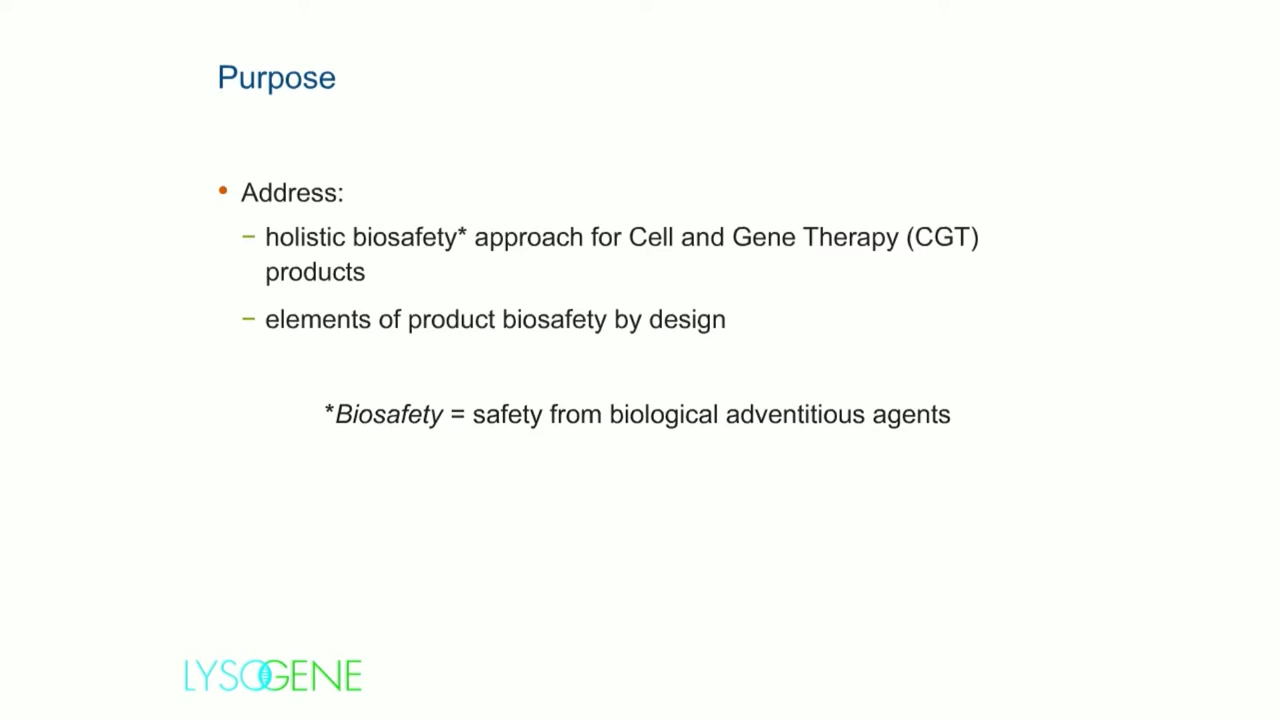 Purpose
• Address:
− holistic biosafety* approach for Cell and Gene Therapy (CGT)
products
− elements of product biosafety by design
*Biosafety = safety from biological adventitious agents
LYSOGENE